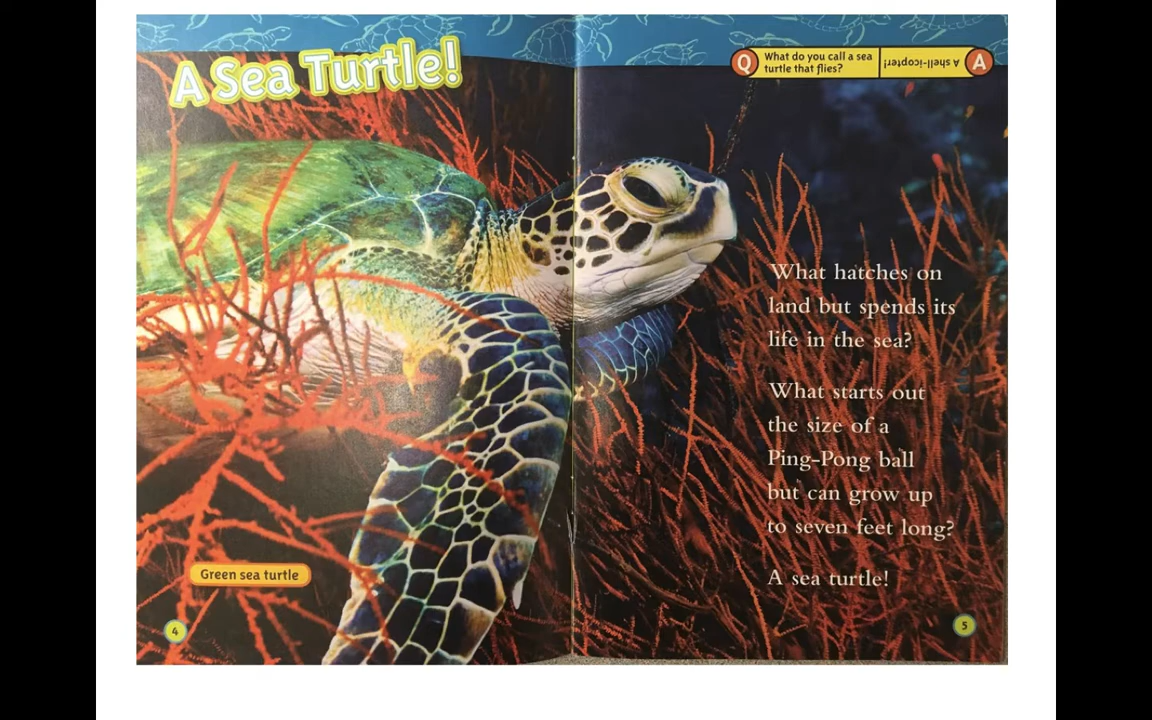 A Sea Turtle!
Q
What do you call a sea
turtle that flies?
A shell-icopter!
A
What hatches on
land but spends its
life in the sea?
What starts out
the size of a
Ping-Pong ball
but can grow up
to seven feet long?
A sea turtle!
Green sea turtle
4
5